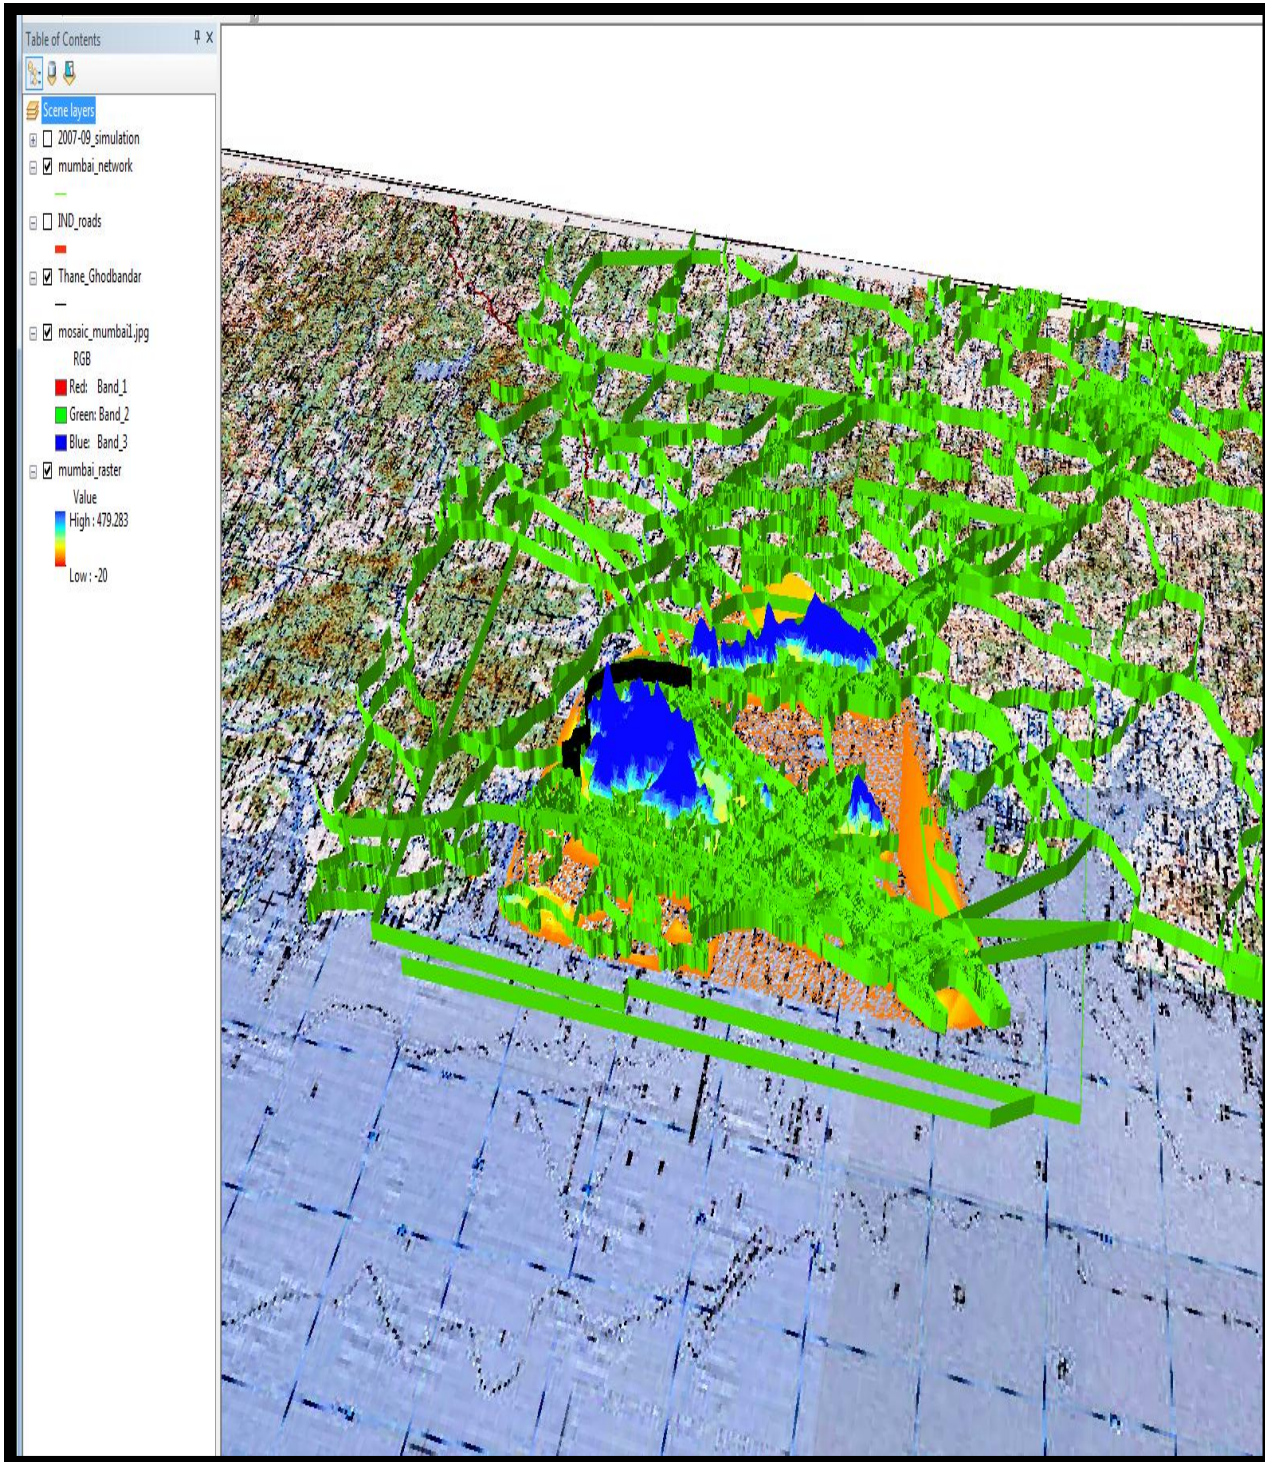 Table of Contents
Scene layers
2007-09_simulation
mumbai_network
IND_roads
Thane_Ghodbandar
mosaic_mumbai1.jpg
RGB
Red: Band_1
Green: Band_2
Blue: Band_3
mumbai_raster
Value
High : 479.283
Low : -20